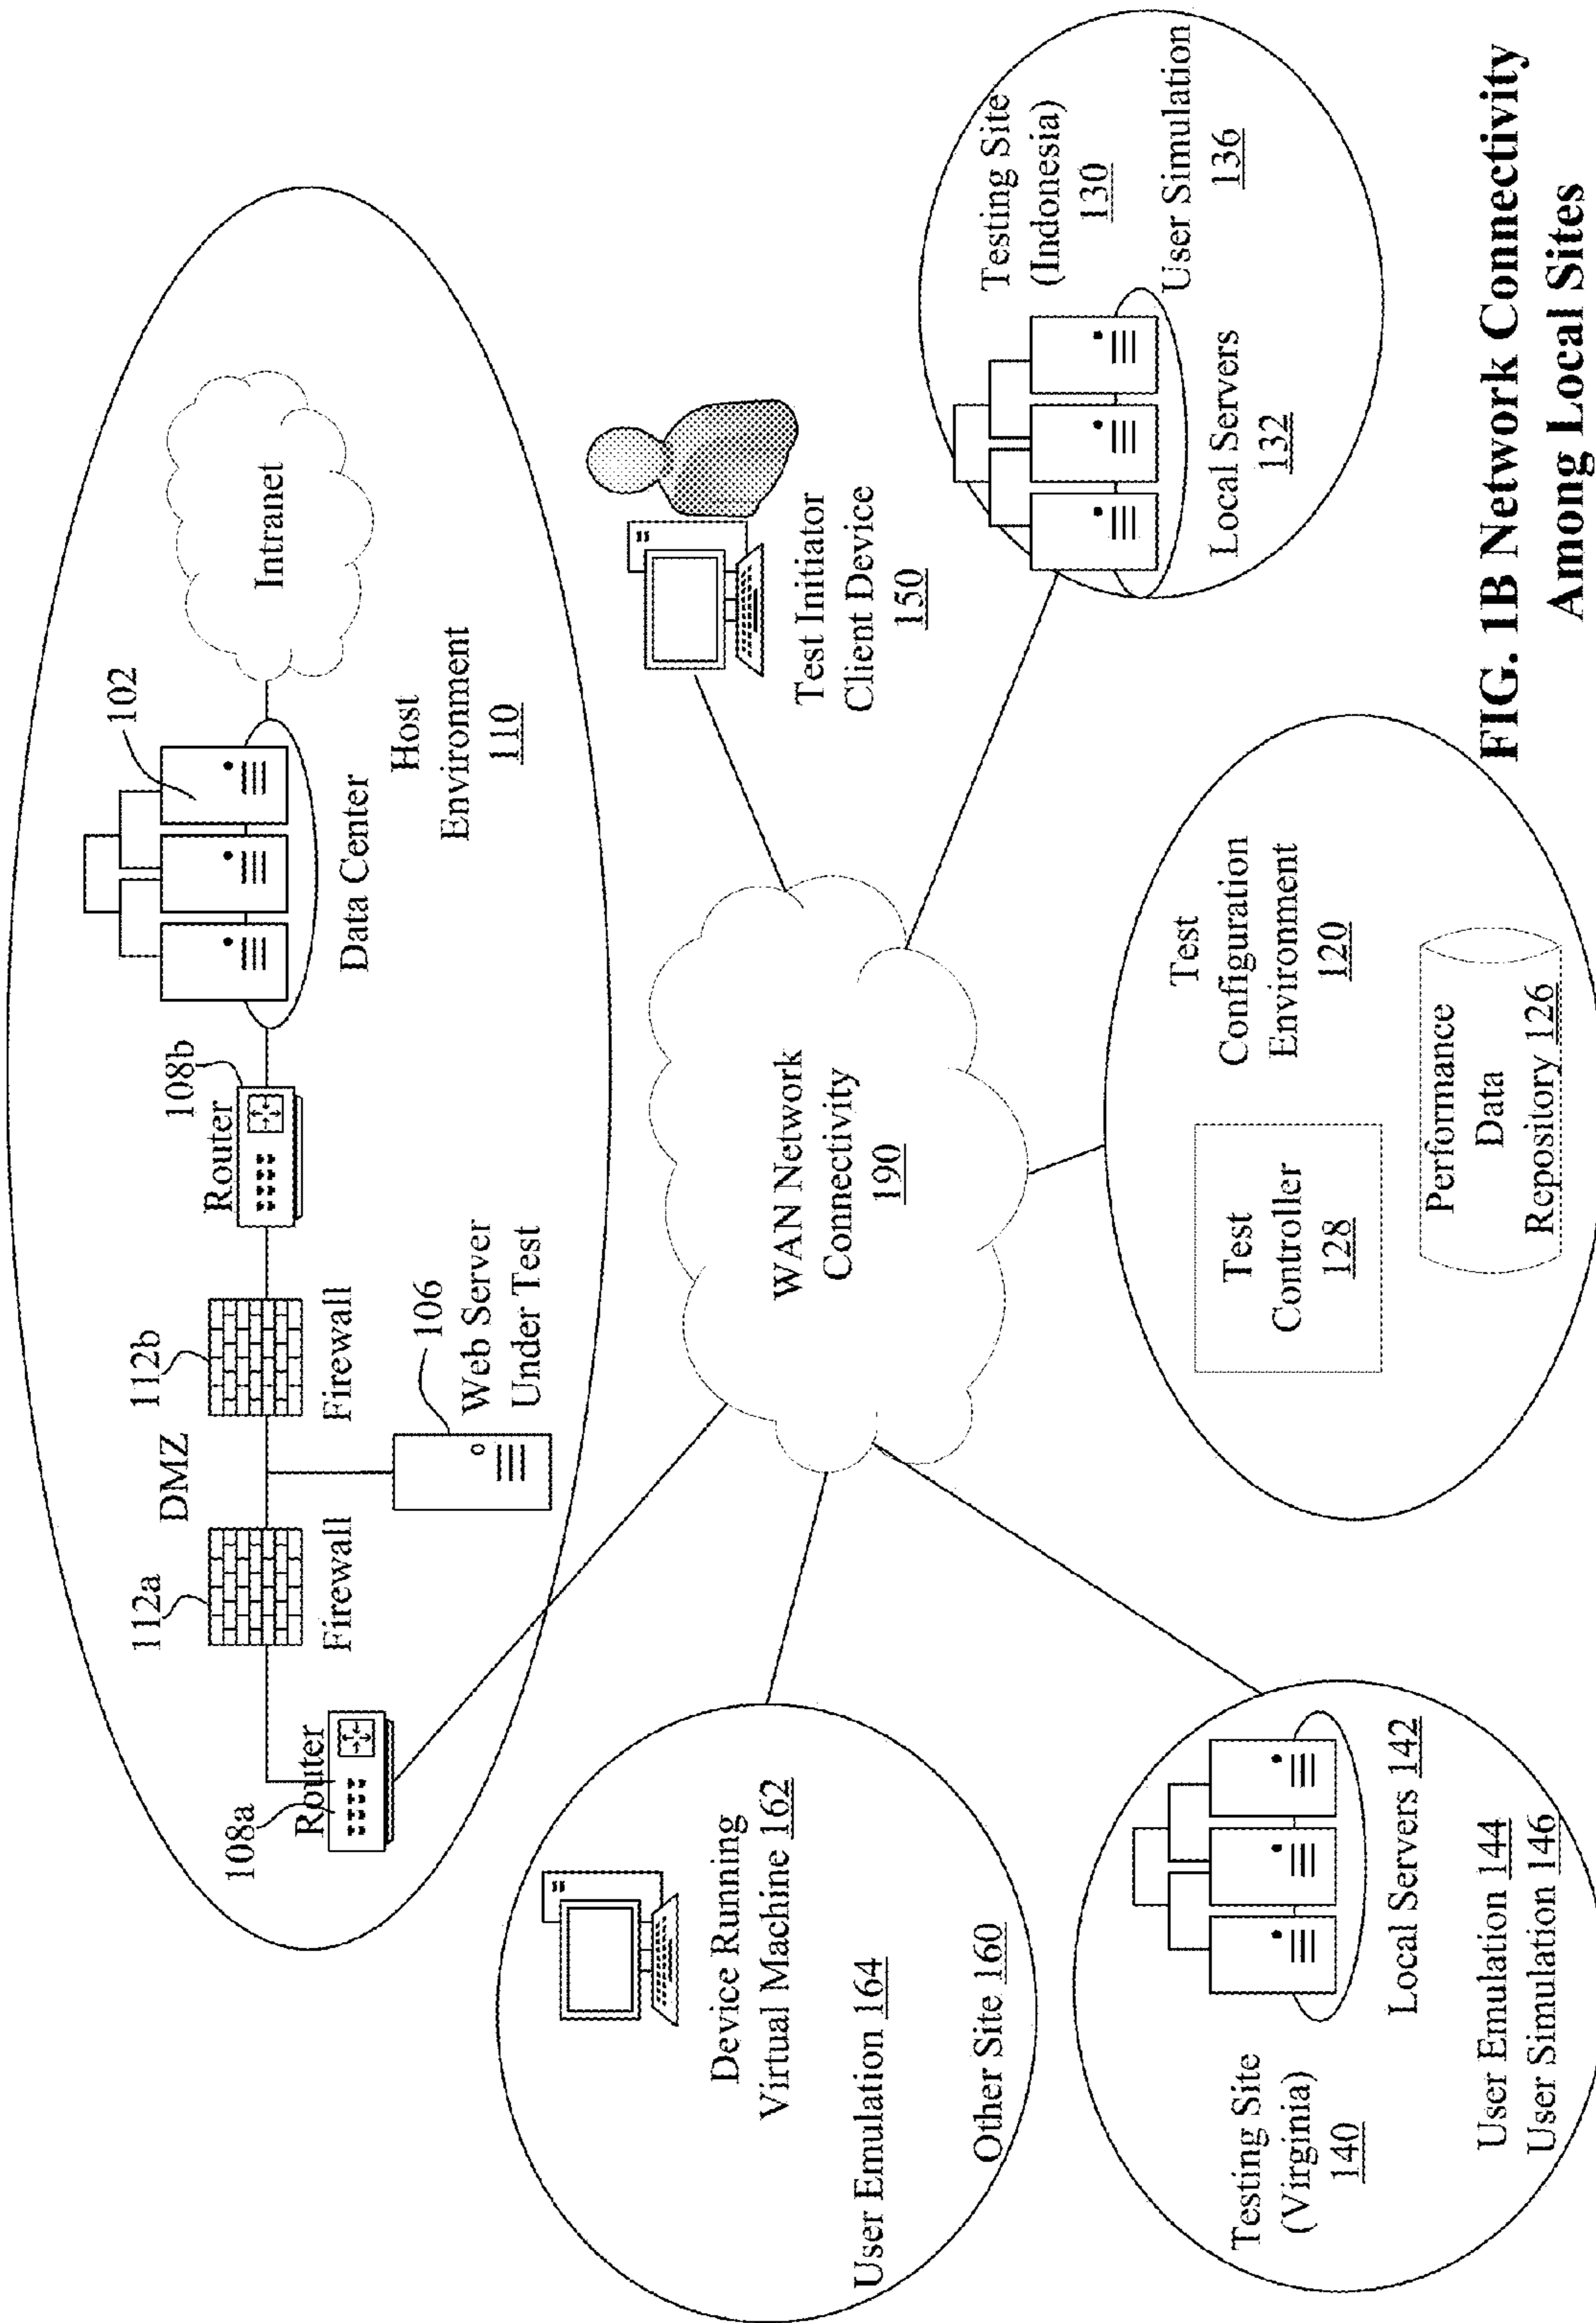 108a
Router
112a
Firewall
DMZ
112b
Firewall
106
Web Server
Under Test
Router
108b
Data Center
102
Host
Environment
110
Intranet
Device Running
Virtual Machine 162
User Emulation 164
Other Site 160
WAN Network
Connectivity
190
Test Initiator
Client Device
150
Testing Site
(Virginia)
140
Local Servers 142
User Emulation 144
User Simulation 146
Test
Controller
128
Test
Configuration
Environment
120
Performance
Data
Repository 126
Local Servers
132
Testing Site
(Indonesia)
130
User Simulation
136
FIG. 1B Network Connectivity
Among Local Sites